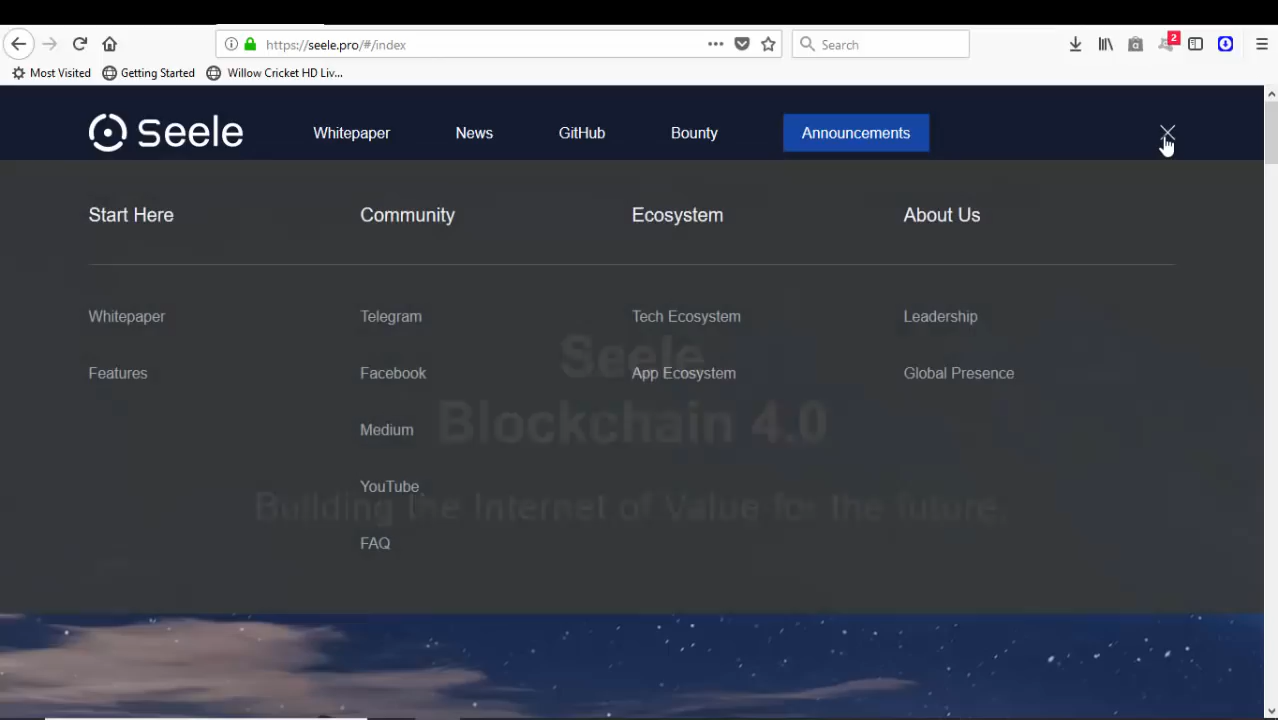 https://seele.pro/#/index
Search
2
Most Visited
Getting Started
Willow Cricket HD Liv...
Seele
Whitepaper
News
GitHub
Bounty
Announcements
Start Here
Community
Ecosystem
About Us
Whitepaper
Telegram
Tech Ecosystem
Leadership
Features
Facebook
App Ecosystem
Global Presence
Medium
YouTube
FAQ
Seele
Blockchain 4.0
Building the Internet of Value for the future.